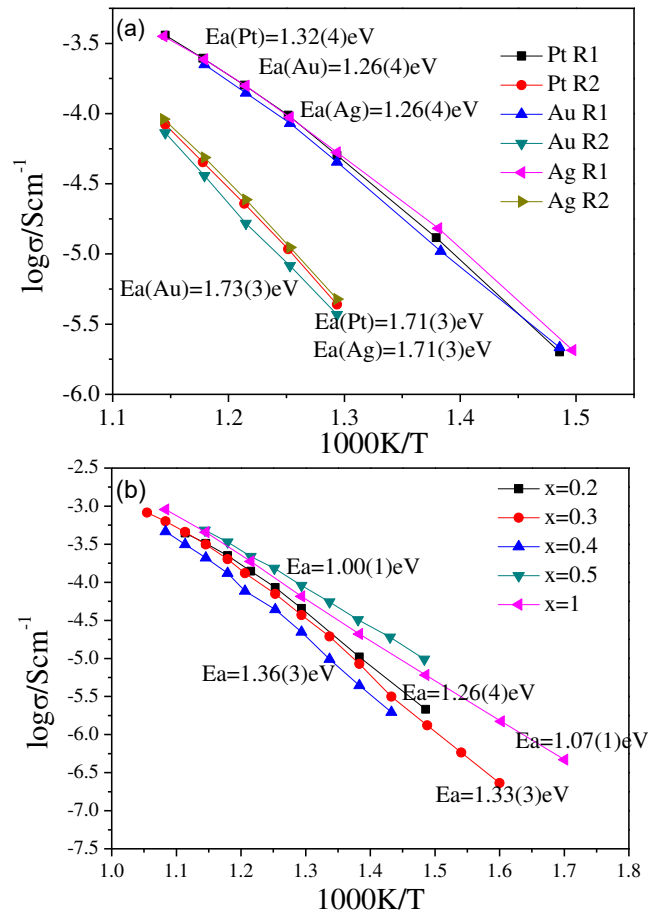 (a)
Ea(Pt)=1.32(4)eV
Ea(Au)=1.26(4)eV
Ea(Ag)=1.26(4)eV
Ea(Au)=1.73(3)eV
Ea(Pt)=1.71(3)eV
Ea(Ag)=1.71(3)eV
Pt R1
Pt R2
Au R1
Au R2
Ag R1
Ag R2
-3.5
-4.0
-4.5
-5.0
-5.5
-6.0
logσ/Scm⁻¹
1.1 1.2 1.3 1.4 1.5
1000K/T
(b)
x=0.2
x=0.3
x=0.4
x=0.5
x=1
Ea=1.00(1)eV
Ea=1.36(3)eV
Ea=1.26(4)eV
Ea=1.07(1)eV
Ea=1.33(3)eV
-2.5
-3.0
-3.5
-4.0
-4.5
-5.0
-5.5
-6.0
-6.5
-7.0
-7.5
logσ/Scm⁻¹
1.0 1.1 1.2 1.3 1.4 1.5 1.6 1.7 1.8
1000K/T